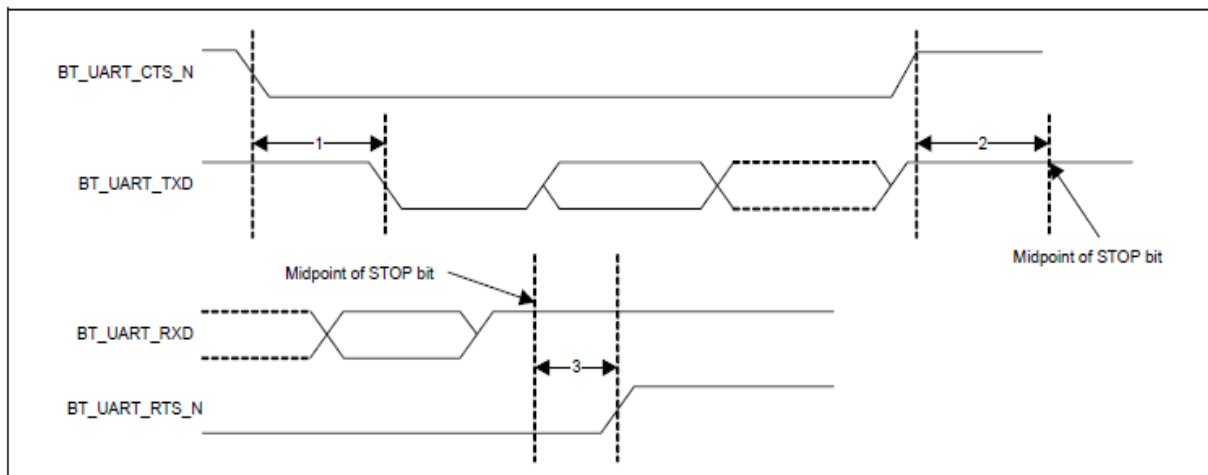 BT_UART_CTS_N
1
2
BT_UART_TXD
Midpoint of STOP bit
Midpoint of STOP bit
BT_UART_RXD
3
BT_UART_RTS_N